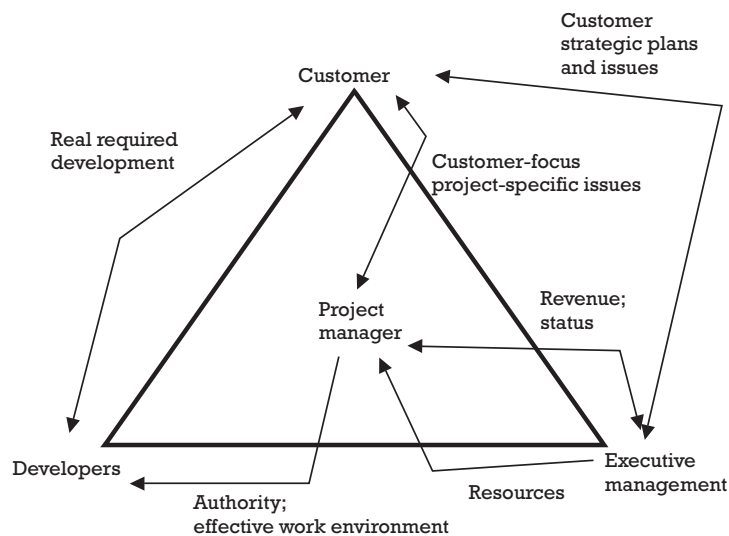 Customer
strategic plans
and issues
Customer
Real required
development
Customer-focus
project-specific issues
Revenue;
status
Project
manager
Developers
Executive
management
Resources
Authority;
effective work environment